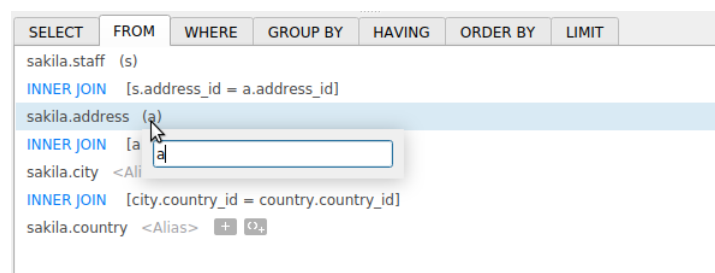 SELECT FROM WHERE GROUP BY HAVING ORDER BY LIMIT
sakila.staff (s)
INNER JOIN [s.address_id = a.address_id]
sakila.address (a)
INNER JOIN [a
a
sakila.city <Ali
INNER JOIN [city.country_id = country.country_id]
sakila.country <Alias> + +